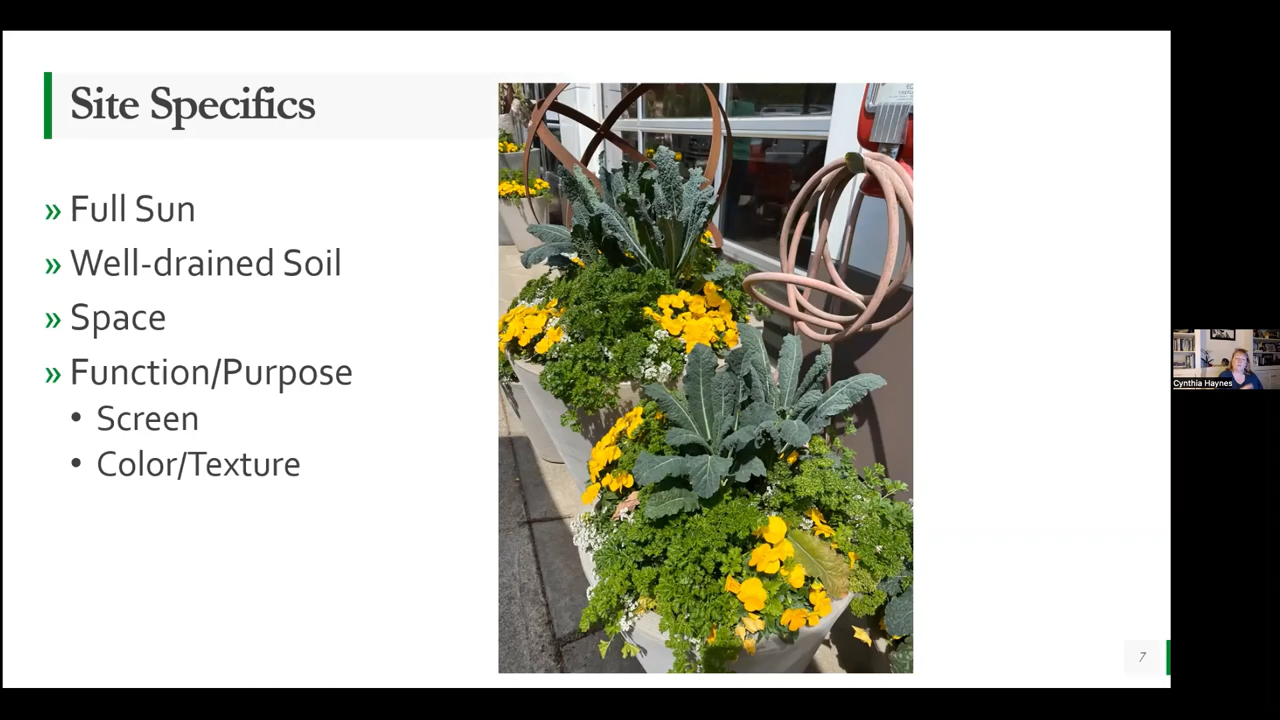 Site Specifics
» Full Sun
» Well-drained Soil
» Space
» Function/Purpose
• Screen
• Color/Texture
7
Cynthia Haynes